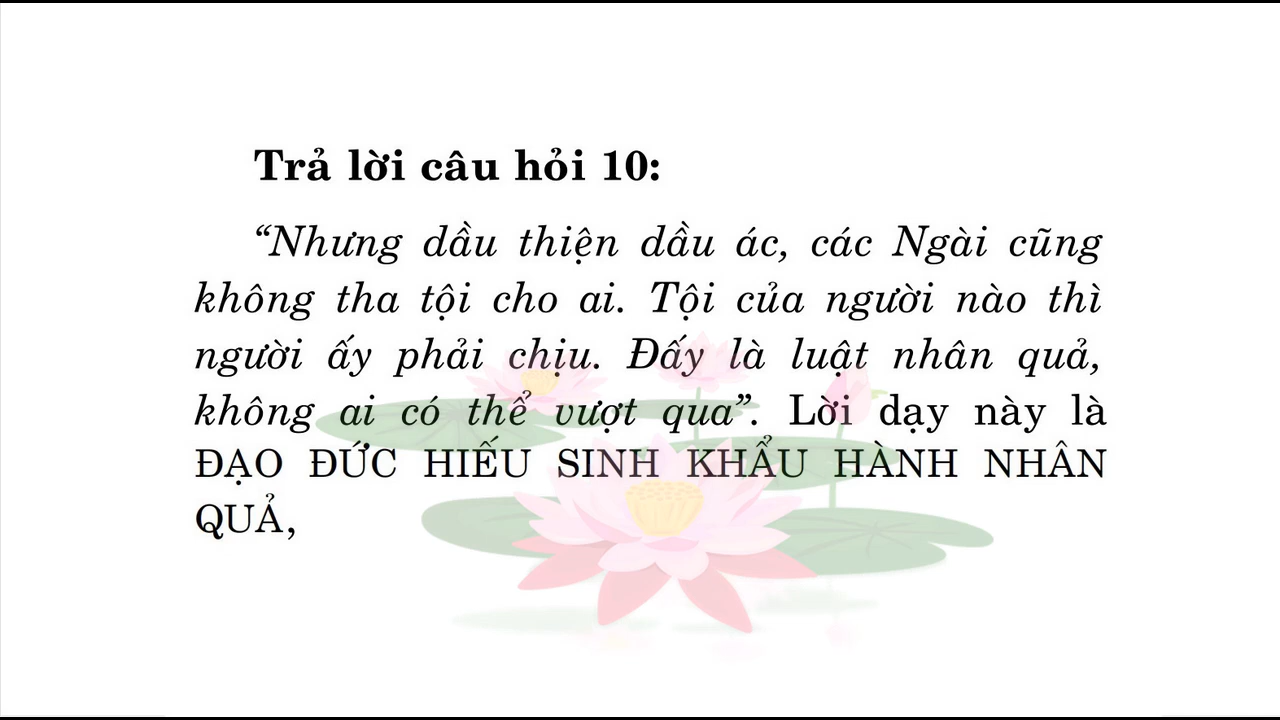 Trả lời câu hỏi 10:
“Nhưng dầu thiện dầu ác, các Ngài cũng
không tha tội cho ai. Tội của người nào thì
người ấy phải chịu. Đấy là luật nhân quả,
không ai có thể vượt qua”. Lời dạy này là
ĐẠO ĐỨC HIẾU SINH KHẨU HÀNH NHÂN
QUẢ,